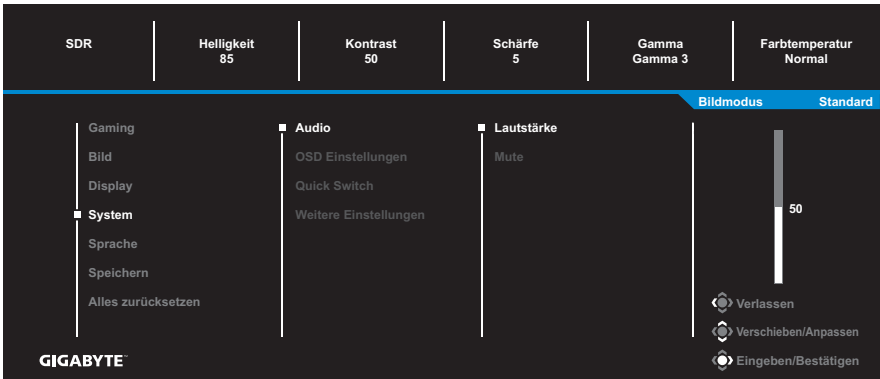 SDR
Helligkeit
85
Kontrast
50
Schärfe
5
Gamma
Gamma 3
Farbtemperatur
Normal
Bildmodus Standard
Gaming
Bild
Display
System
Sprache
Speichern
Alles zurücksetzen
Audio
OSD Einstellungen
Quick Switch
Weitere Einstellungen
Lautstärke
Mute
50
Verlassen
Verschieben/Anpassen
Eingeben/Bestätigen
GIGABYTE™